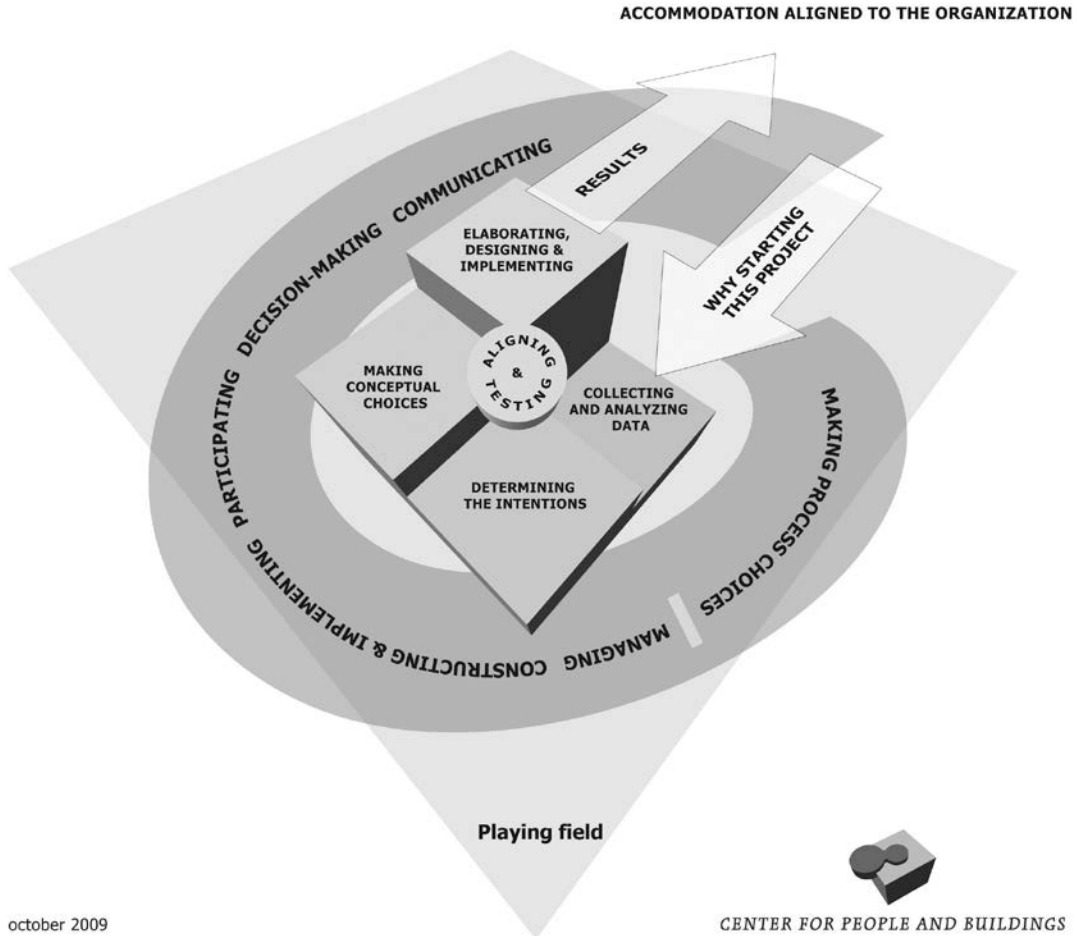 ACCOMMODATION ALIGNED TO THE ORGANIZATION
RESULTS
WHY STARTING
THIS PROJECT
MAKING PROCESS CHOICES
MANAGING
CONSTRUCTING & IMPLEMENTING
PARTICIPATING
DECISION-MAKING
COMMUNICATING
ELABORATING,
DESIGNING &
IMPLEMENTING
MAKING
CONCEPTUAL
CHOICES
ALIGNING
&
TESTING
COLLECTING
AND ANALYZING
DATA
DETERMINING
THE INTENTIONS
Playing field
october 2009
CENTER FOR PEOPLE AND BUILDINGS